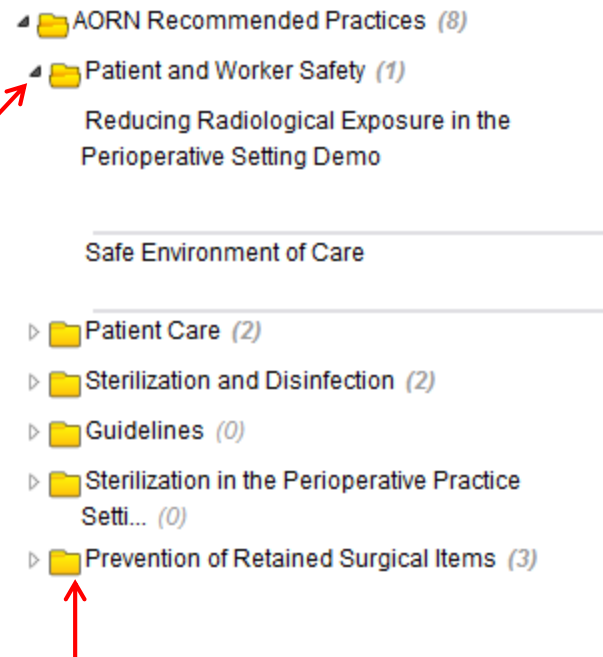 AORN Recommended Practices (8)
Patient and Worker Safety (1)
Reducing Radiological Exposure in the
Perioperative Setting Demo
Safe Environment of Care
Patient Care (2)
Sterilization and Disinfection (2)
Guidelines (0)
Sterilization in the Perioperative Practice
Setti... (0)
Prevention of Retained Surgical Items (3)